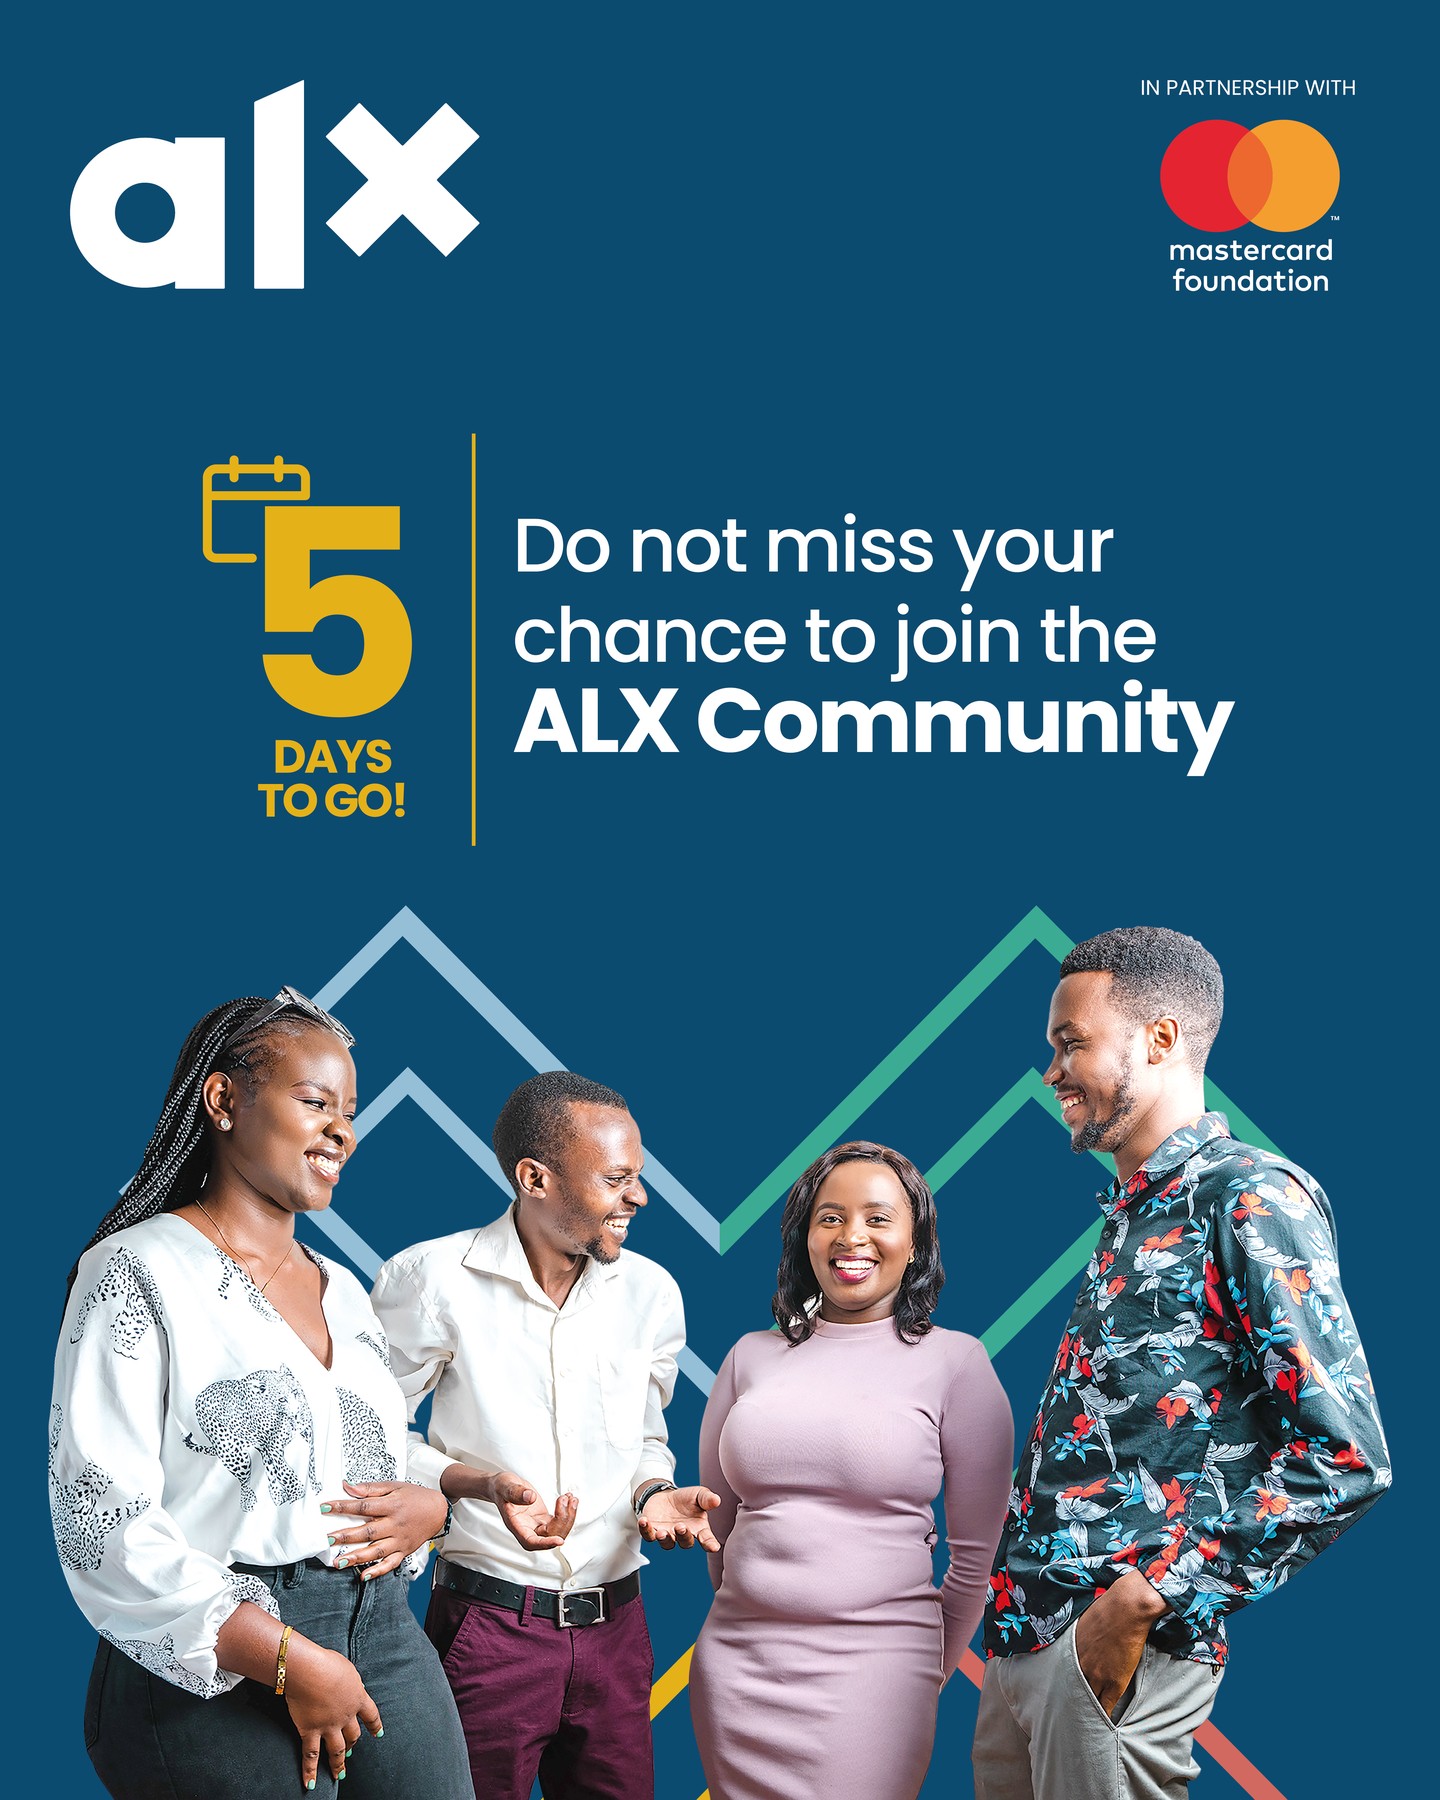 alx
IN PARTNERSHIP WITH
mastercard
foundation
5
DAYS
TO GO!
Do not miss your
chance to join the
ALX Community